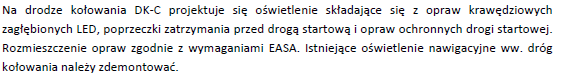 Na drodze kołowania DK-C projektuje się oświetlenie składające się z opraw krawędziowych
zagłębionych LED, poprzeczki zatrzymania przed drogą startową i opraw ochronnych drogi startowej.
Rozmieszczenie opraw zgodnie z wymaganiami EASA. Istniejące oświetlenie nawigacyjne ww. dróg
kołowania należy zdemontować.